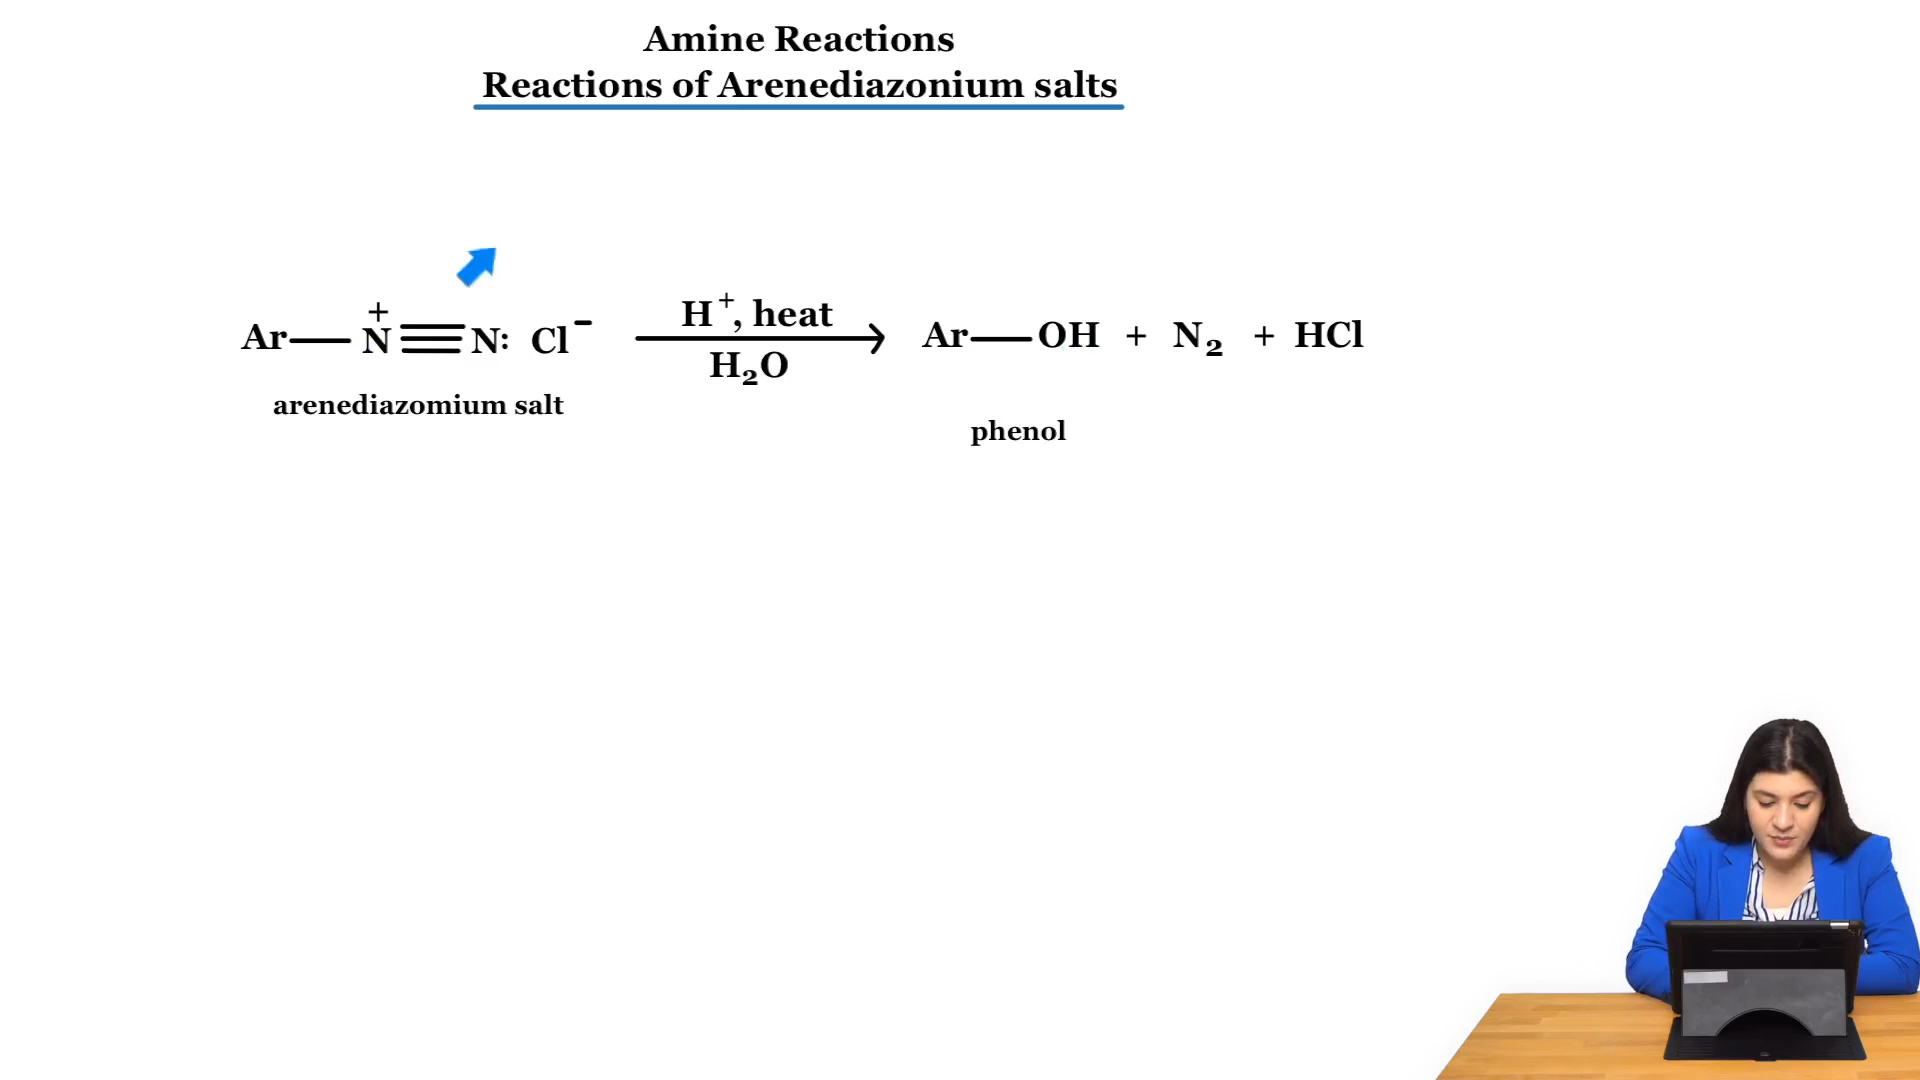 Amine Reactions
Reactions of Arenediazonium salts
Ar—N⁺≡N: Cl⁻
H⁺, heat
H₂O
Ar—OH + N₂ + HCl
arenediazomium salt
phenol